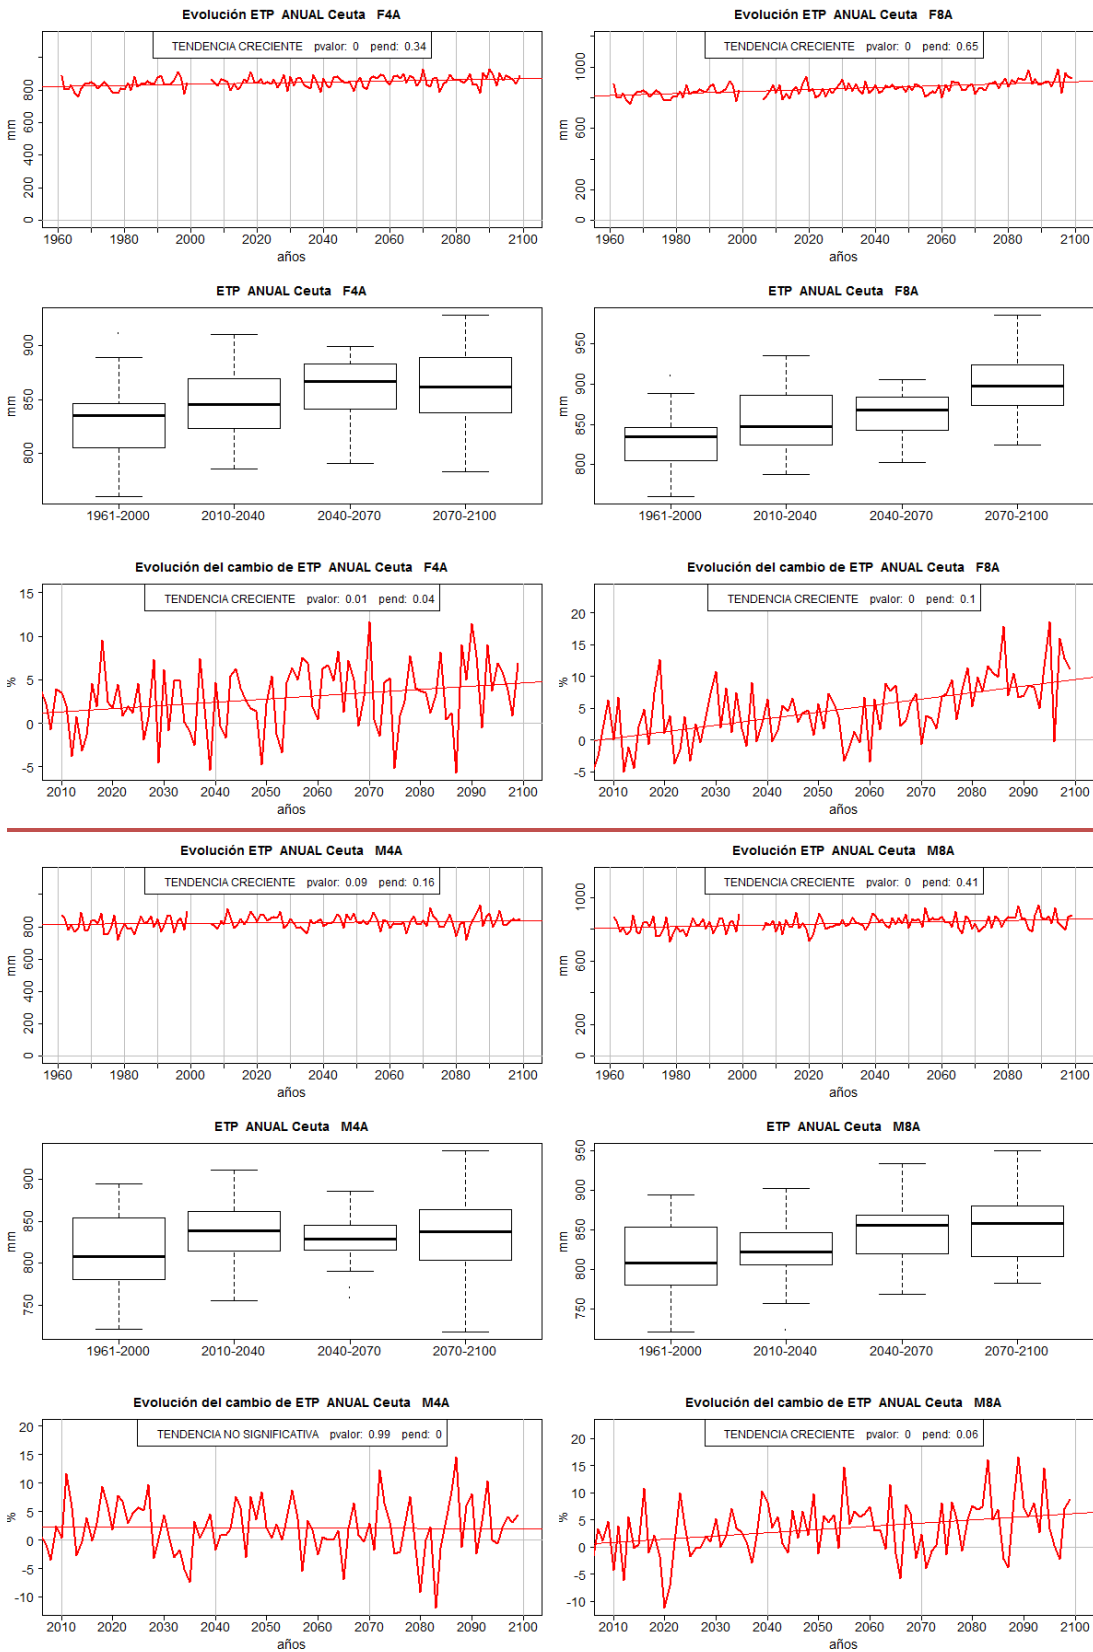 Evolución ETP ANUAL Ceuta F4A
TENDENCIA CRECIENTE pvalor: 0 pend: 0.34
mm
0 200 400 600 800
1960 1980 2000 2020 2040 2060 2080 2100
años
Evolución ETP ANUAL Ceuta F8A
TENDENCIA CRECIENTE pvalor: 0 pend: 0.65
mm
0 200 600 1000
1960 1980 2000 2020 2040 2060 2080 2100
años
ETP ANUAL Ceuta F4A
mm
800 850 900
1961-2000 2010-2040 2040-2070 2070-2100
ETP ANUAL Ceuta F8A
mm
800 850 900 950
1961-2000 2010-2040 2040-2070 2070-2100
Evolución del cambio de ETP ANUAL Ceuta F4A
TENDENCIA CRECIENTE pvalor: 0.01 pend: 0.04
%
-5 0 5 10 15
2010 2020 2030 2040 2050 2060 2070 2080 2090 2100
años
Evolución del cambio de ETP ANUAL Ceuta F8A
TENDENCIA CRECIENTE pvalor: 0 pend: 0.1
%
-5 0 5 10 15 20
2010 2020 2030 2040 2050 2060 2070 2080 2090 2100
años
Evolución ETP ANUAL Ceuta M4A
TENDENCIA CRECIENTE pvalor: 0.09 pend: 0.16
mm
0 200 400 600 800
1960 1980 2000 2020 2040 2060 2080 2100
años
Evolución ETP ANUAL Ceuta M8A
TENDENCIA CRECIENTE pvalor: 0 pend: 0.41
mm
0 200 600 1000
1960 1980 2000 2020 2040 2060 2080 2100
años
ETP ANUAL Ceuta M4A
mm
750 800 850 900
1961-2000 2010-2040 2040-2070 2070-2100
ETP ANUAL Ceuta M8A
mm
750 800 850 900 950
1961-2000 2010-2040 2040-2070 2070-2100
Evolución del cambio de ETP ANUAL Ceuta M4A
TENDENCIA NO SIGNIFICATIVA pvalor: 0.99 pend: 0
%
-10 -5 0 5 10 15 20
2010 2020 2030 2040 2050 2060 2070 2080 2090 2100
años
Evolución del cambio de ETP ANUAL Ceuta M8A
TENDENCIA CRECIENTE pvalor: 0 pend: 0.06
%
-10 -5 0 5 10 15 20
2010 2020 2030 2040 2050 2060 2070 2080 2090 2100
años